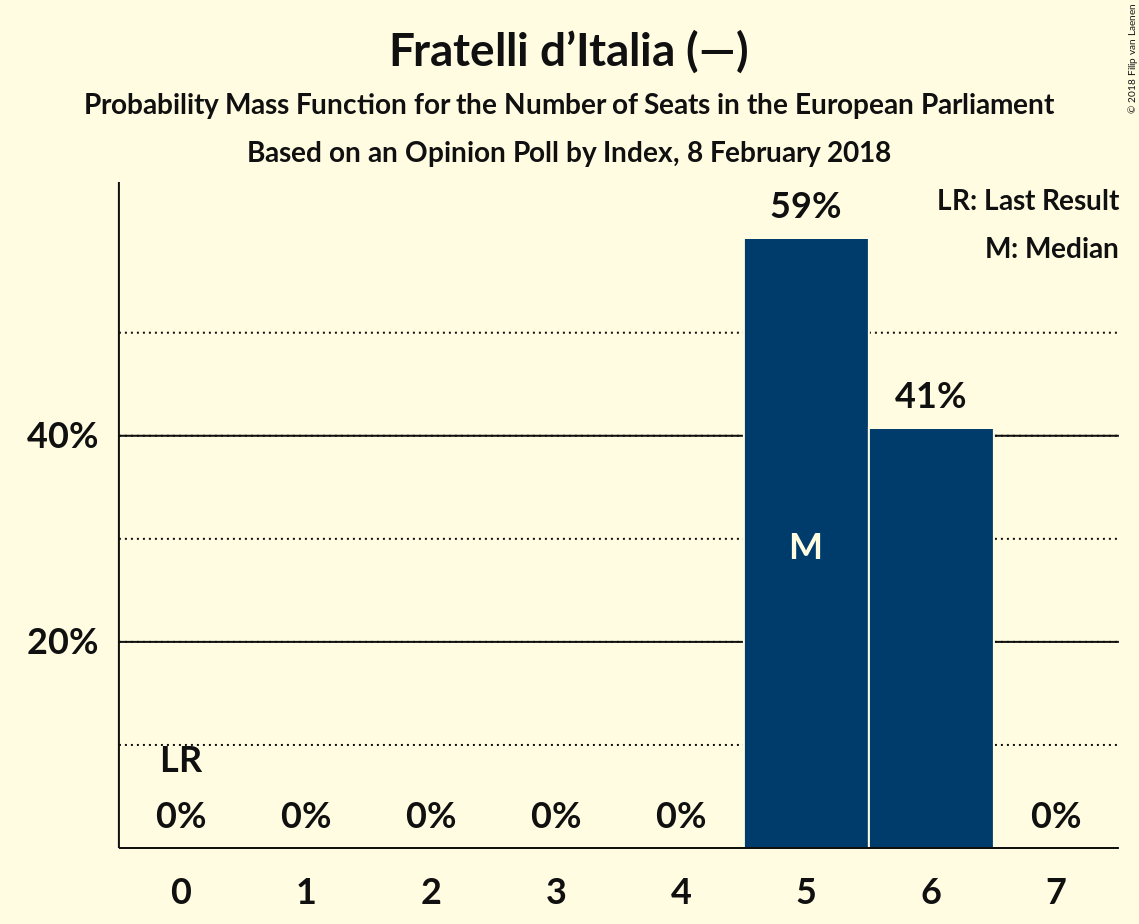 Fratelli d’Italia (—)
Probability Mass Function for the Number of Seats in the European Parliament
Based on an Opinion Poll by Index, 8 February 2018
© 2018 Filip van Laenen
LR: Last Result
M: Median
59%
41%
40%
20%
M
LR
0%
0%
0%
0%
0%
0%
0
1
2
3
4
5
6
7